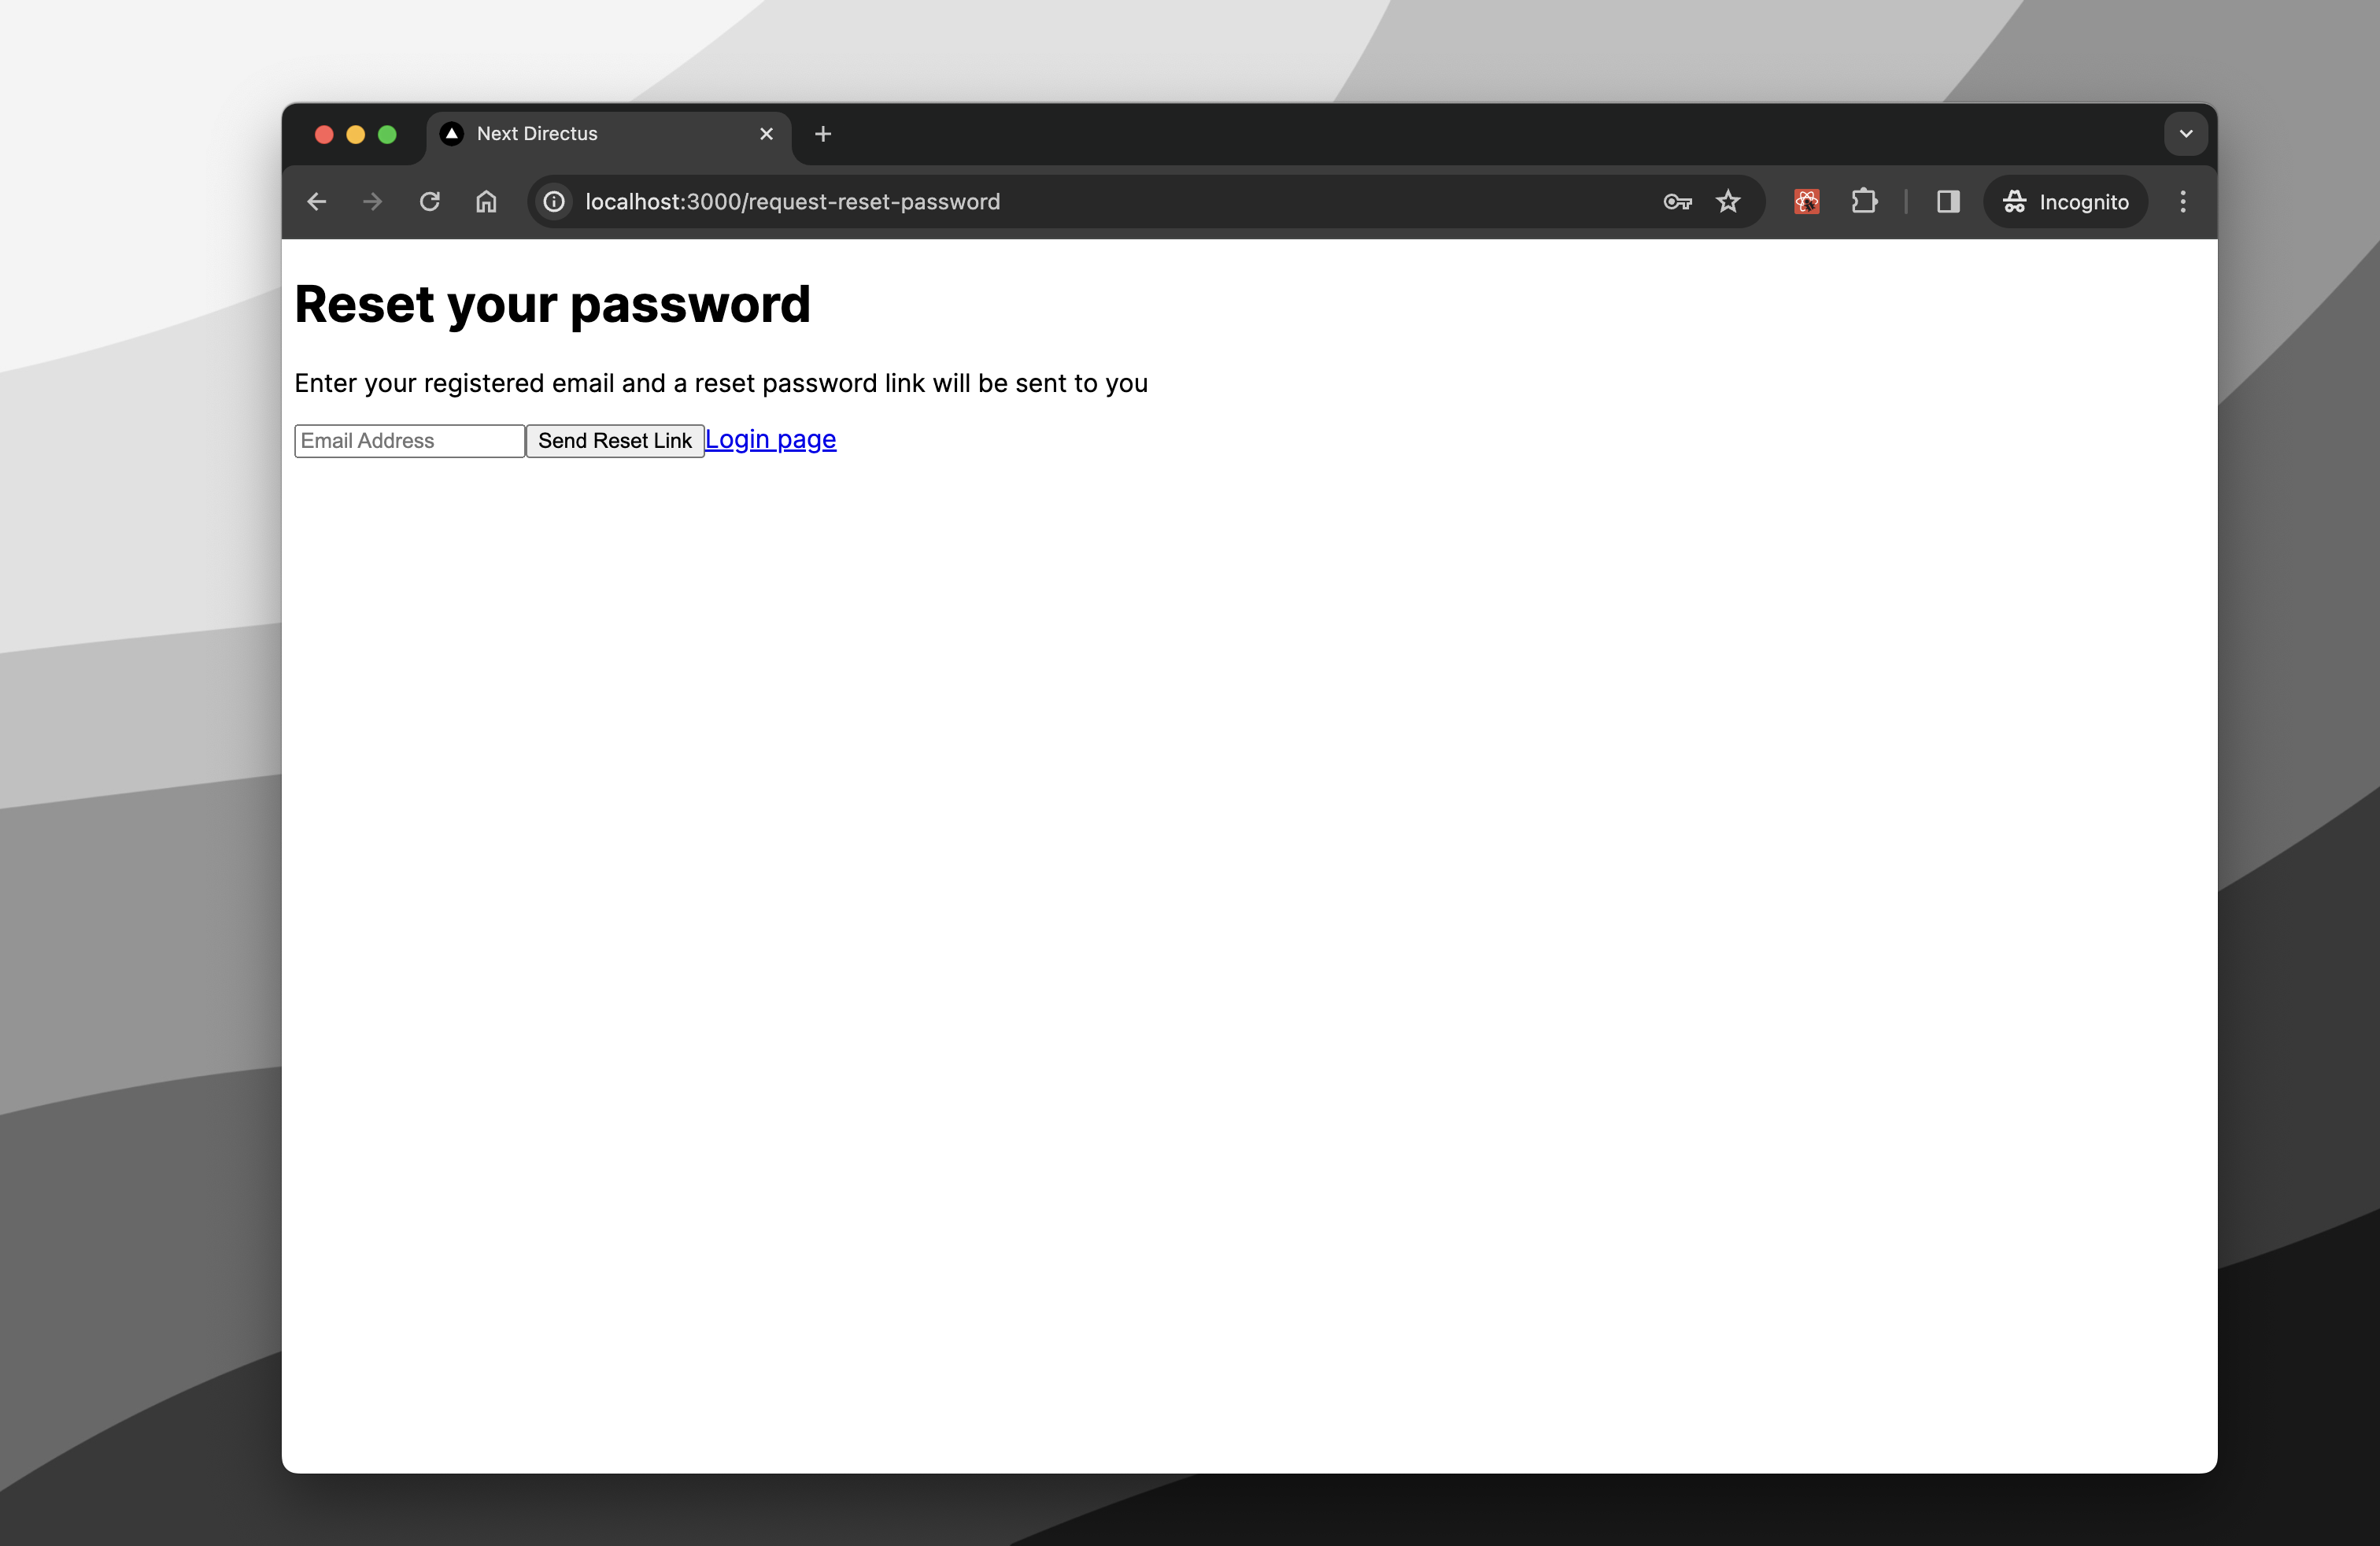 Next Directus
localhost:3000/request-reset-password
Incognito
Reset your password
Enter your registered email and a reset password link will be sent to you
Email Address Send Reset Link Login page